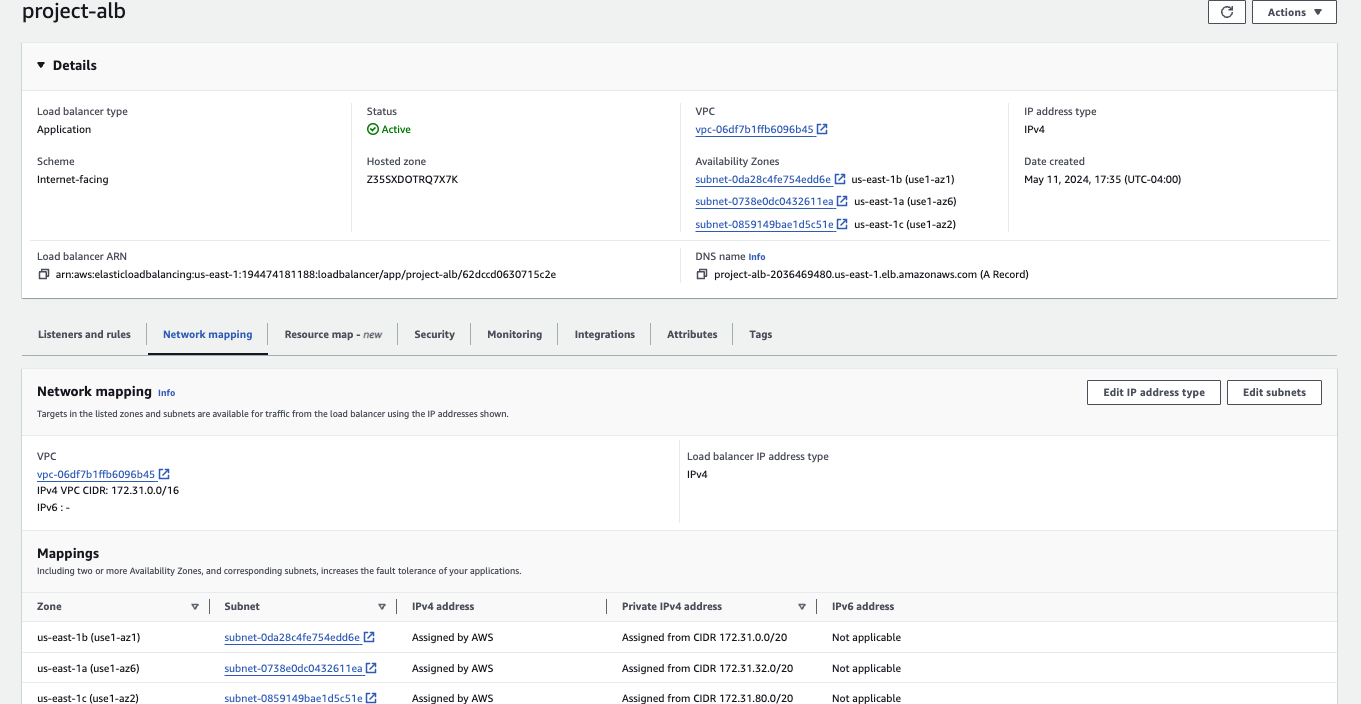 project-alb
Actions
Details
Load balancer type
Application
Status
Active
VPC
vpc-06df7b1ffb6096b45
IP address type
IPv4
Scheme
Internet-facing
Hosted zone
Z35SXDOTRQ7X7K
Availability Zones
subnet-0da28c4fe754edd6e us-east-1b (use1-az1)
subnet-0738e0dc0432611ea us-east-1a (use1-az6)
subnet-0859149bae1d5c51e us-east-1c (use1-az2)
Date created
May 11, 2024, 17:35 (UTC-04:00)
Load balancer ARN
arn:aws:elasticloadbalancing:us-east-1:194474181188:loadbalancer/app/project-alb/62dccd0630715c2e
DNS name Info
project-alb-2036469480.us-east-1.elb.amazonaws.com (A Record)
Listeners and rules Network mapping Resource map - new Security Monitoring Integrations Attributes Tags
Network mapping Info
Edit IP address type
Edit subnets
Targets in the listed zones and subnets are available for traffic from the load balancer using the IP addresses shown.
VPC
vpc-06df7b1ffb6096b45
IPv4 VPC CIDR: 172.31.0.0/16
IPv6 : -
Load balancer IP address type
IPv4
Mappings
Including two or more Availability Zones, and corresponding subnets, increases the fault tolerance of your applications.
Zone Subnet IPv4 address Private IPv4 address IPv6 address
us-east-1b (use1-az1) subnet-0da28c4fe754edd6e Assigned by AWS Assigned from CIDR 172.31.0.0/20 Not applicable
us-east-1a (use1-az6) subnet-0738e0dc0432611ea Assigned by AWS Assigned from CIDR 172.31.32.0/20 Not applicable
us-east-1c (use1-az2) subnet-0859149bae1d5c51e Assigned by AWS Assigned from CIDR 172.31.80.0/20 Not applicable